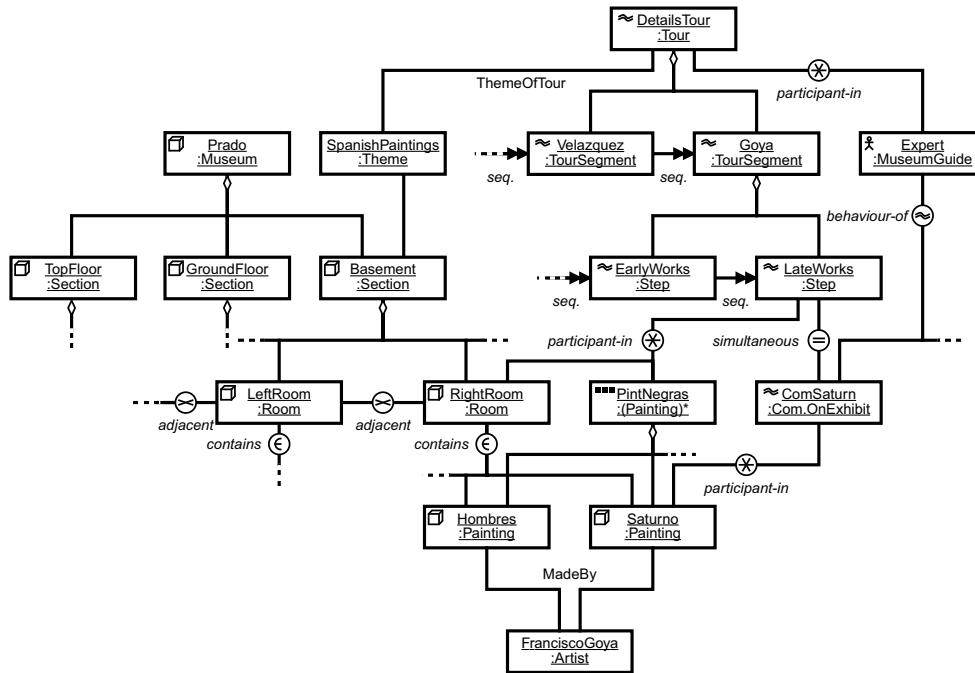 DetailsTour
:Tour
ThemeOfTour
participant-in
Prado
:Museum
SpanishPaintings
:Theme
Velazquez
:TourSegment
Goya
:TourSegment
Expert
:MuseumGuide
seq.
seq.
behaviour-of
TopFloor
:Section
GroundFloor
:Section
Basement
:Section
EarlyWorks
:Step
LateWorks
:Step
seq.
seq.
participant-in
simultaneous
LeftRoom
:Room
RightRoom
:Room
PintNegras
:(Painting)*
ComSaturn
:Com.OnExhibit
adjacent
adjacent
contains
contains
participant-in
Hombres
:Painting
Saturno
:Painting
MadeBy
FranciscoGoya
:Artist